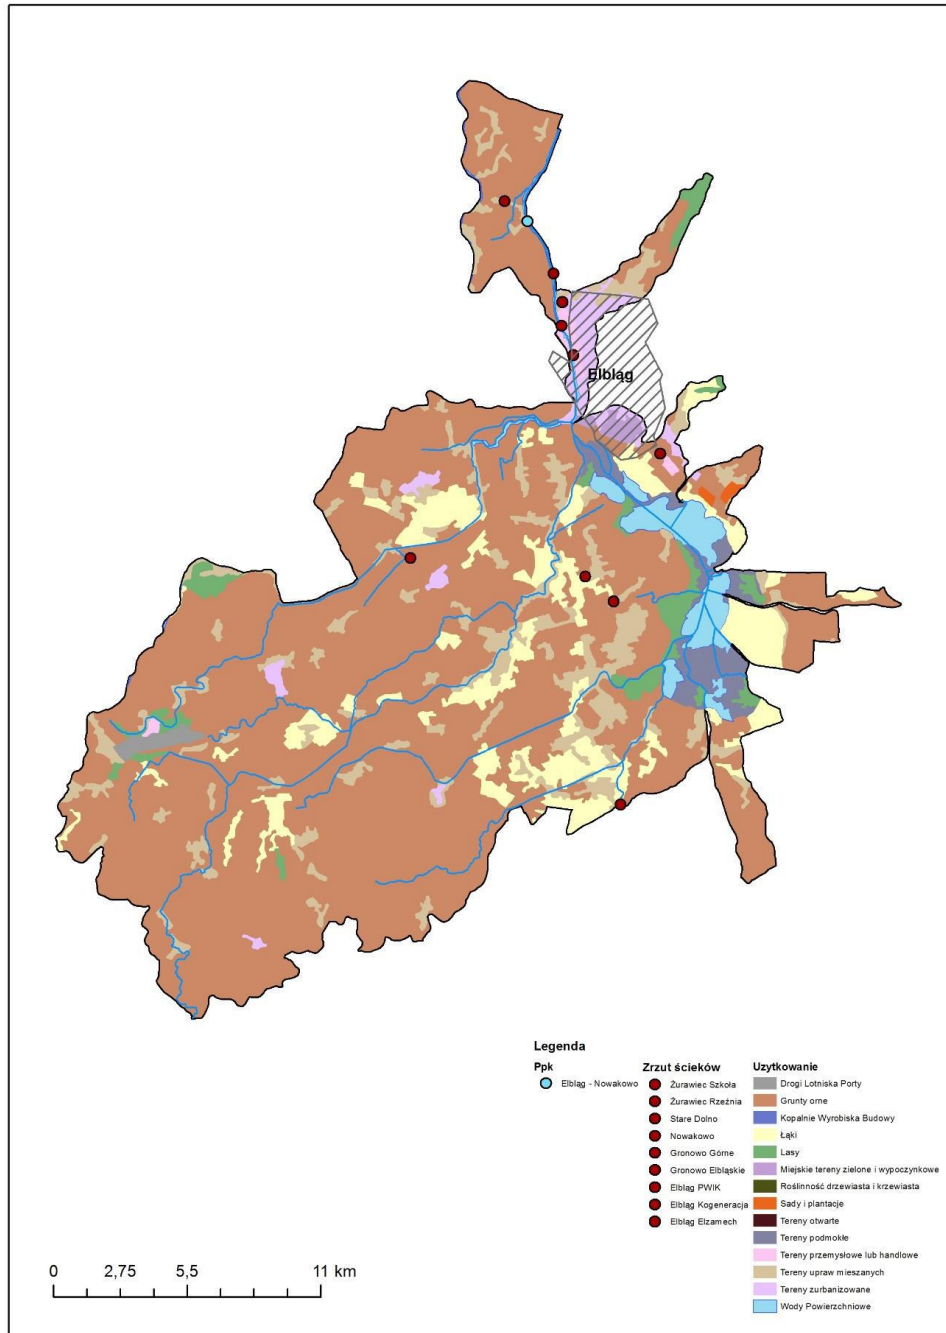 Elbląg
Legenda
Ppk
Elbląg - Nowakowo
Zrzut ścieków
Żurawiec Szkoła
Żurawiec Rzeźnia
Stare Dolno
Nowakowo
Gronowo Górne
Gronowo Elbląskie
Elbląg PWIK
Elbląg Kogeneracja
Elbląg Elzamech
Uzytkowanie
Drogi Lotniska Porty
Grunty orne
Kopalnie Wyrobiska Budowy
Łąki
Lasy
Miejskie tereny zielone i wypoczynkowe
Roślinność drzewiasta i krzewiasta
Sady i plantacje
Tereny otwarte
Tereny podmokłe
Tereny przemysłowe lub handlowe
Tereny upraw mieszanych
Tereny zurbanizowane
Wody Powierzchniowe
0 2,75 5,5 11 km